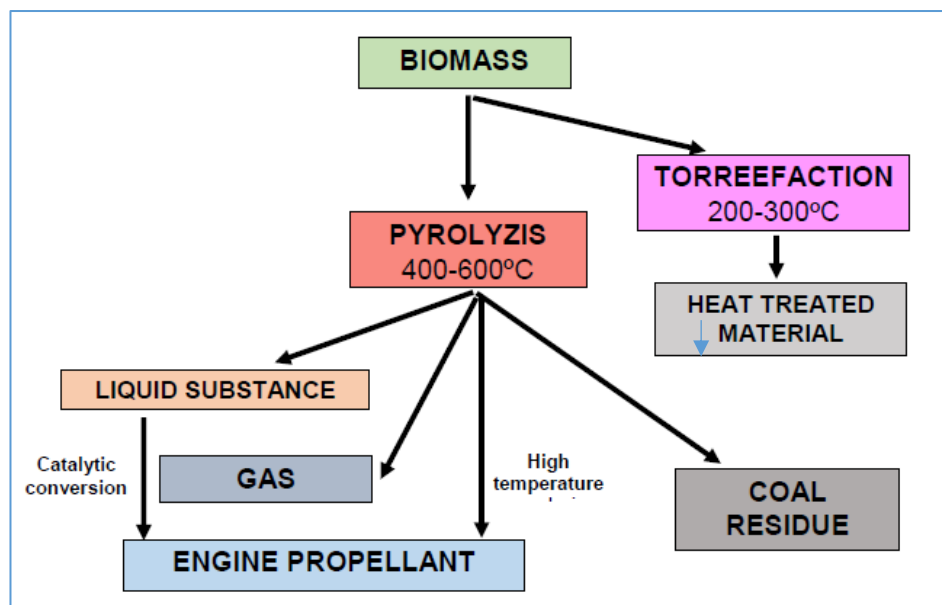 BIOMASS
TORREEFACTION
200-300ºC
PYROLYZIS
400-600ºC
HEAT TREATED
MATERIAL
LIQUID SUBSTANCE
Catalytic
conversion
GAS
High
temperature
COAL
RESIDUE
ENGINE PROPELLANT